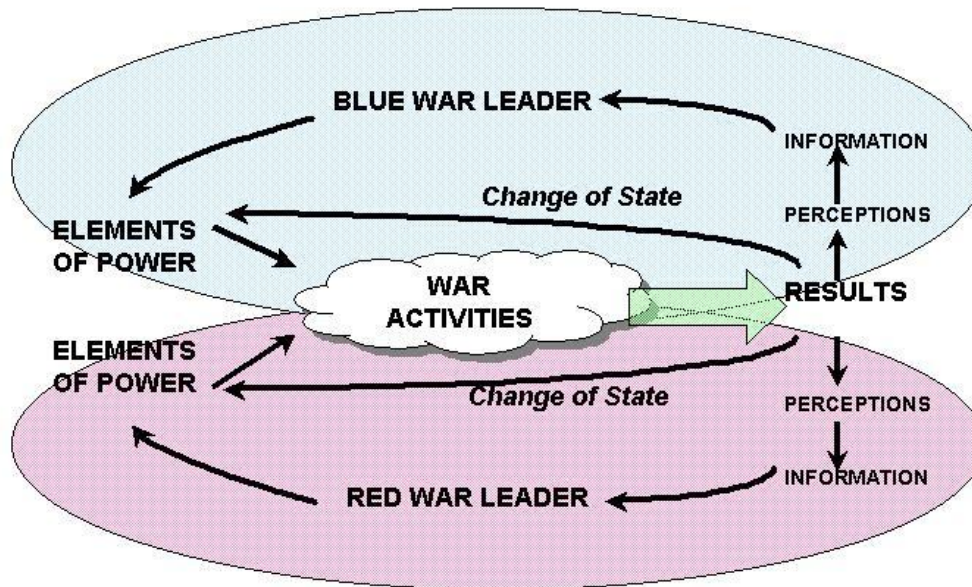 BLUE WAR LEADER
INFORMATION
Change of State
PERCEPTIONS
ELEMENTS
OF POWER
WAR
ACTIVITIES
RESULTS
ELEMENTS
OF POWER
Change of State
PERCEPTIONS
INFORMATION
RED WAR LEADER